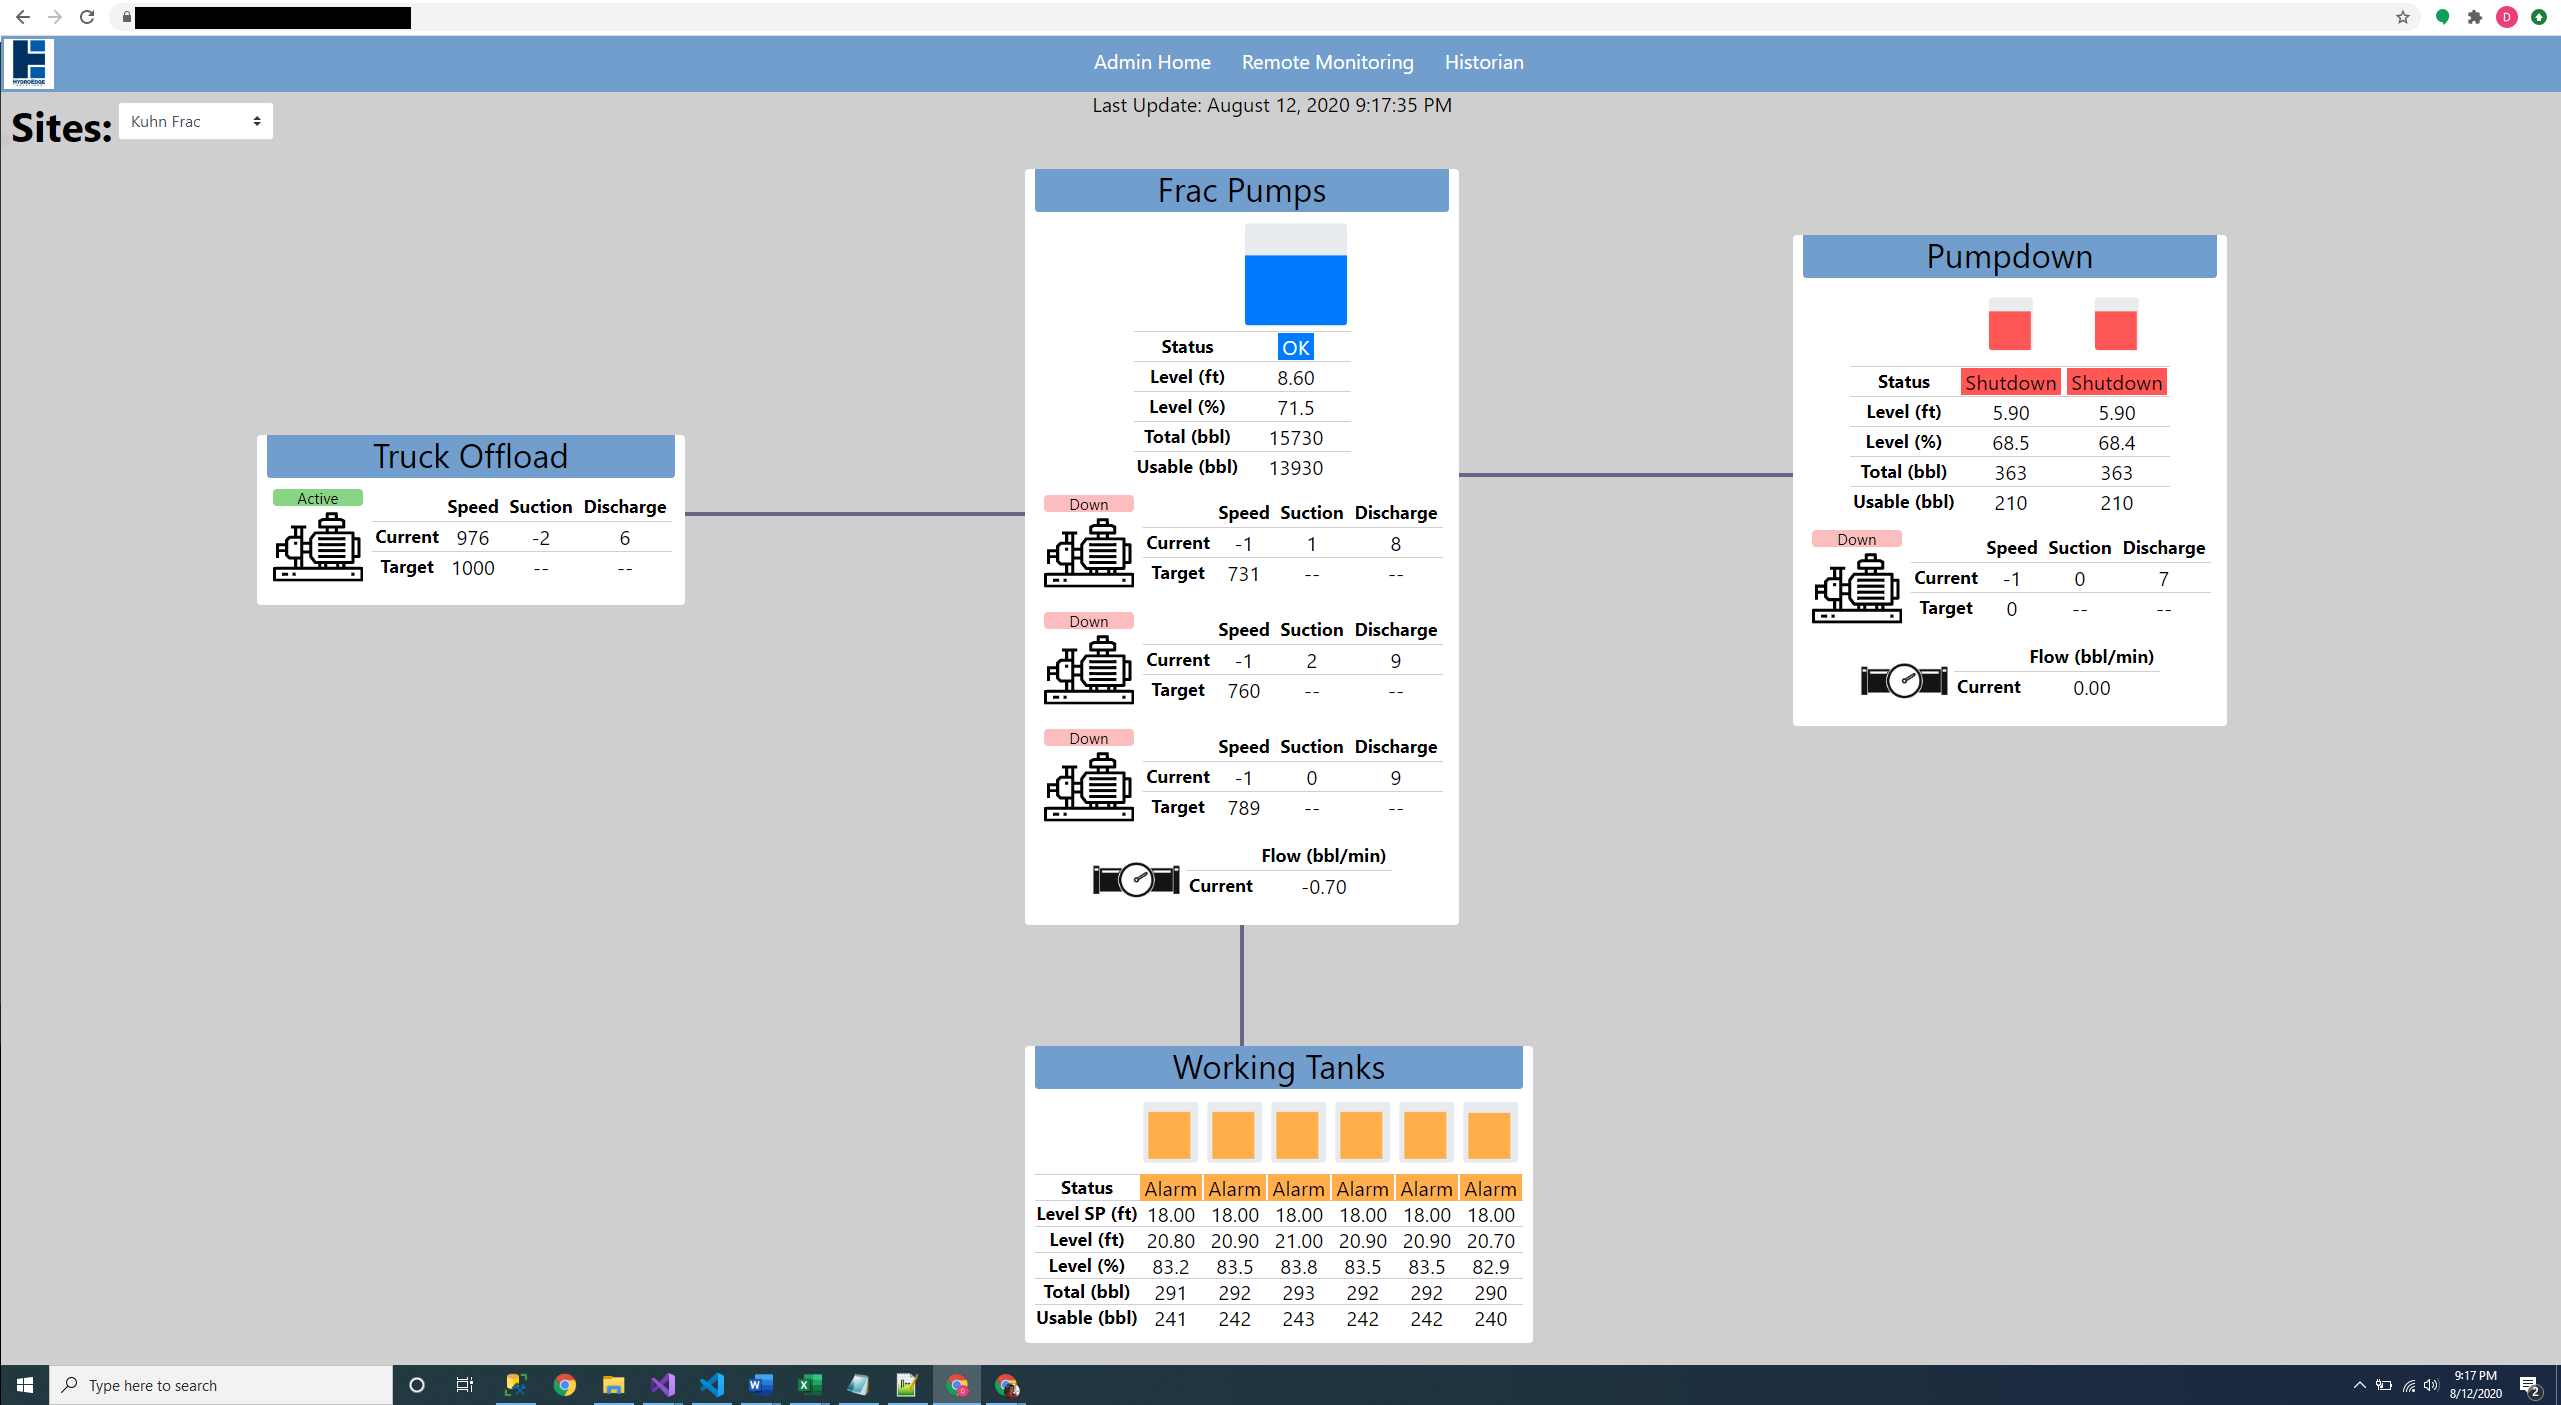 D
HYDROEDGE
Admin Home Remote Monitoring Historian
Last Update: August 12, 2020 9:17:35 PM
Sites: Kuhn Frac
Frac Pumps
Status OK
Level (ft) 8.60
Level (%) 71.5
Total (bbl) 15730
Usable (bbl) 13930
Down
Speed Suction Discharge
Current -1 1 8
Target 731 -- --
Down
Speed Suction Discharge
Current -1 2 9
Target 760 -- --
Down
Speed Suction Discharge
Current -1 0 9
Target 789 -- --
Flow (bbl/min)
Current -0.70
Pumpdown
Status Shutdown Shutdown
Level (ft) 5.90 5.90
Level (%) 68.5 68.4
Total (bbl) 363 363
Usable (bbl) 210 210
Down
Speed Suction Discharge
Current -1 0 7
Target 0 -- --
Flow (bbl/min)
Current 0.00
Truck Offload
Active
Speed Suction Discharge
Current 976 -2 6
Target 1000 -- --
Working Tanks
Status Alarm Alarm Alarm Alarm Alarm Alarm
Level SP (ft) 18.00 18.00 18.00 18.00 18.00 18.00
Level (ft) 20.80 20.90 21.00 20.90 20.90 20.70
Level (%) 83.2 83.5 83.8 83.5 83.5 82.9
Total (bbl) 291 292 293 292 292 290
Usable (bbl) 241 242 243 242 242 240
Type here to search
9:17 PM
8/12/2020
2